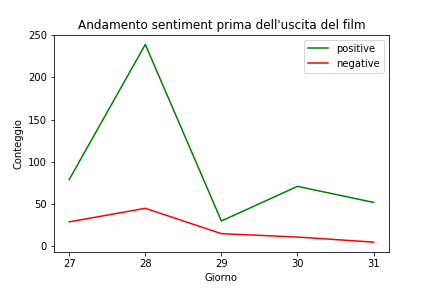 Andamento sentiment prima dell'uscita del film
positive
negative
250
200
150
100
50
0
Conteggio
27 28 29 30 31
Giorno